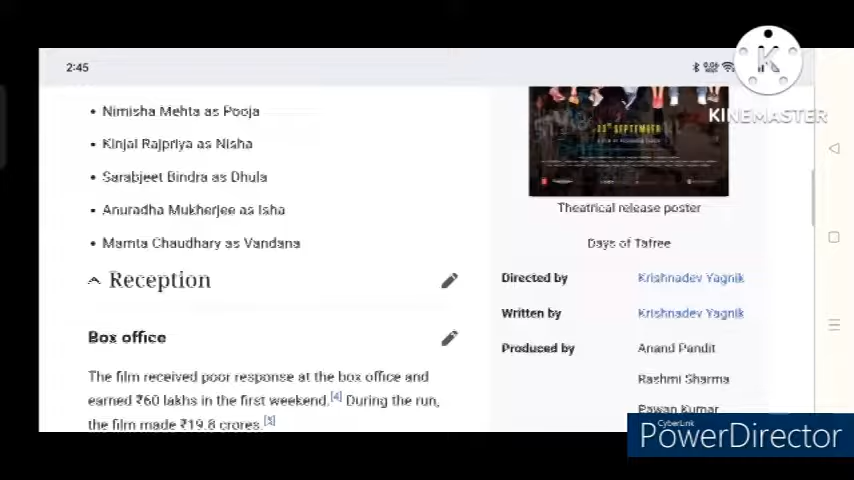 2:45
KINEMASTER
• Nimisha Mehta as Pooja
• Kinjal Rajpriya as Nisha
• Sarabjeet Bindra as Dhula
• Anuradha Mukherjee as Isha
• Mamta Chaudhary as Vandana
Reception
Box office
The film received poor response at the box office and
earned ₹60 lakhs in the first weekend.[4] During the run,
the film made ₹19.8 crores.[3]
23RD SEPTEMBER
Theatrical release poster
Days of Tafree
Directed by Krishnadev Yagnik
Written by Krishnadev Yagnik
Produced by Anand Pandit
Rashmi Sharma
Pawan Kumar
CyberLink
PowerDirector